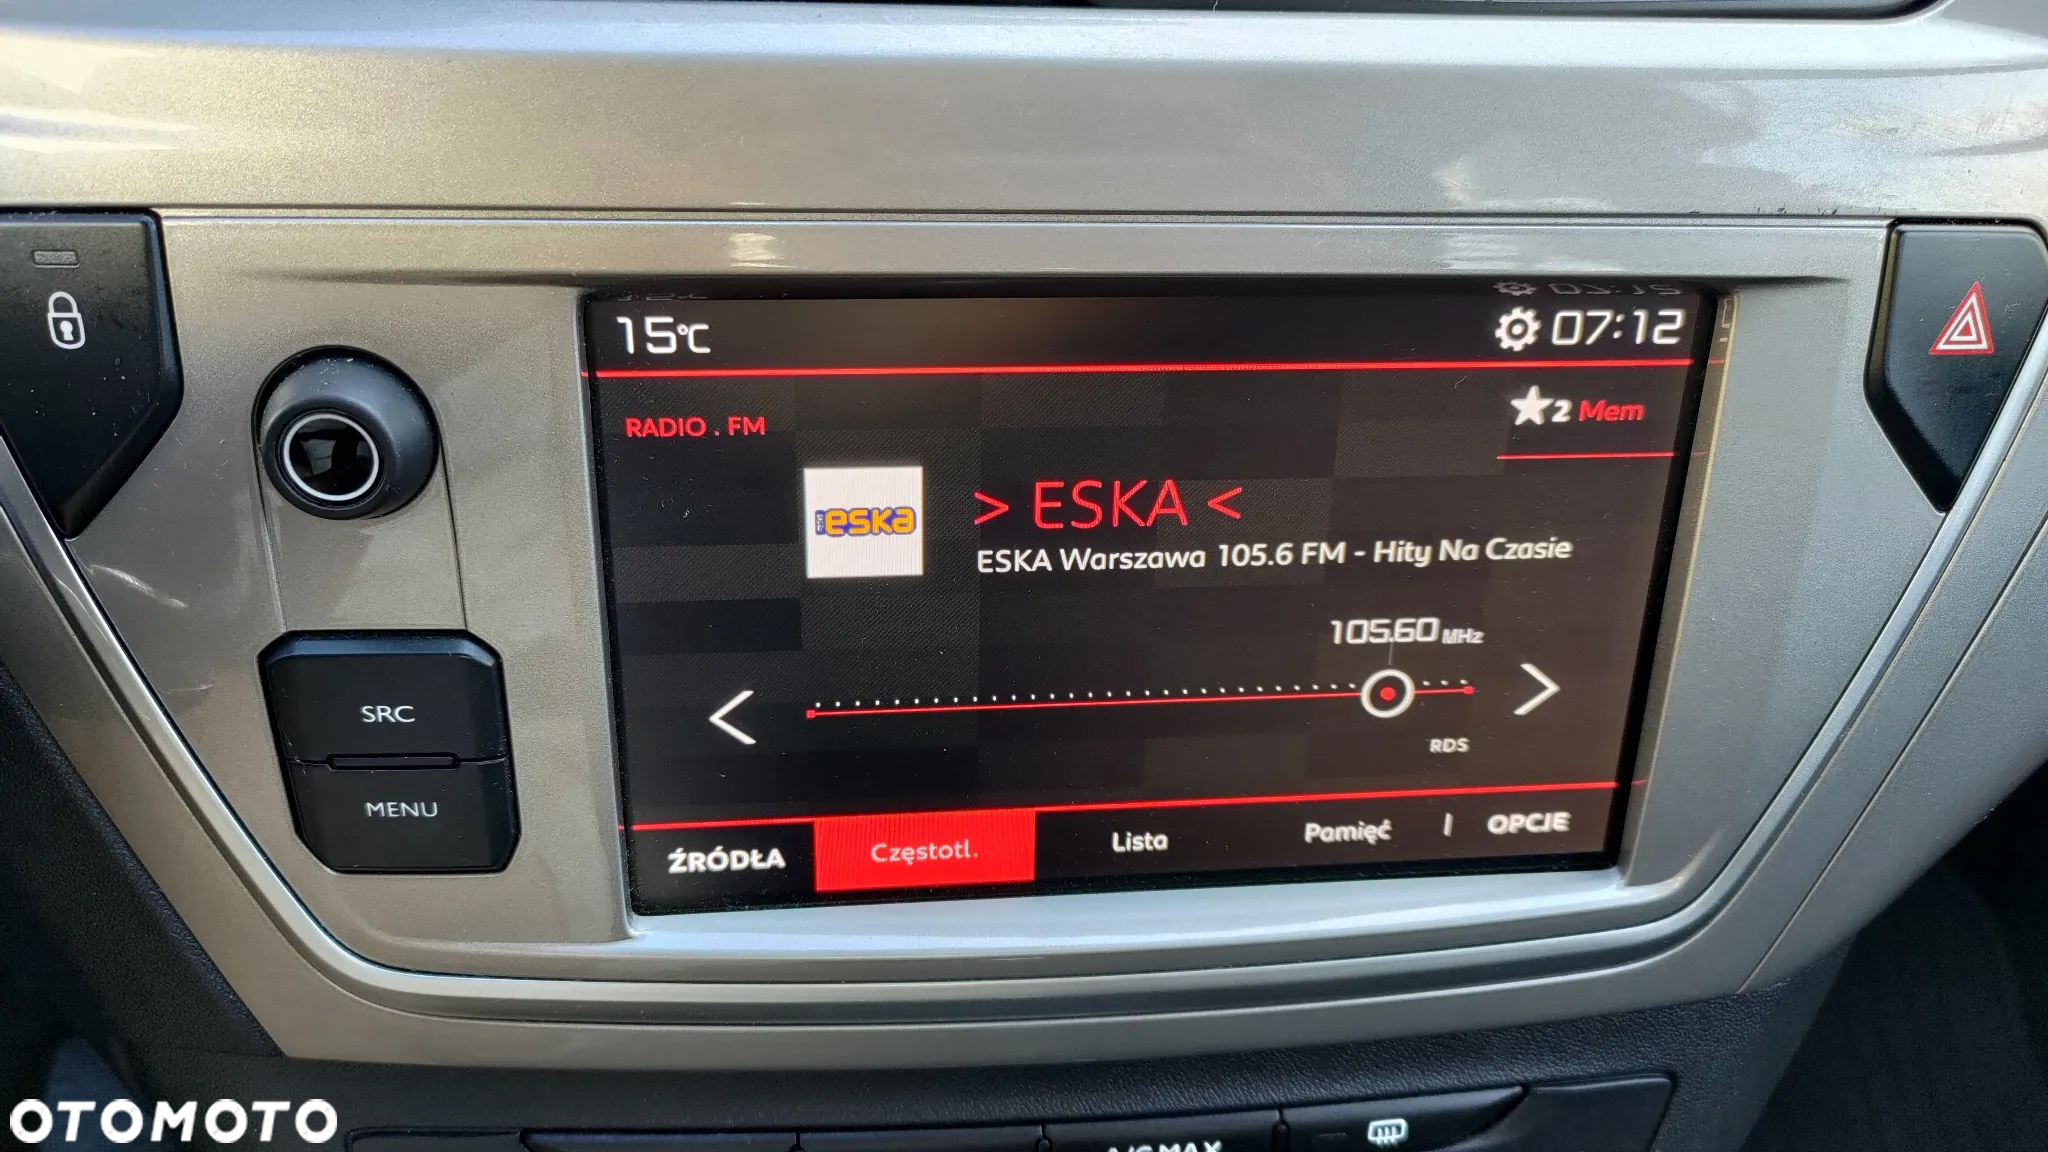 15°C
07:12
RADIO . FM
2 Mem
eska
> ESKA <
ESKA Warszawa 105.6 FM - Hity Na Czasie
105.60 MHz
SRC
RDS
MENU
ŹRÓDŁA
Częstotl.
Lista
Pamięć
OPCJE
OTOMOTO
A/C MAX